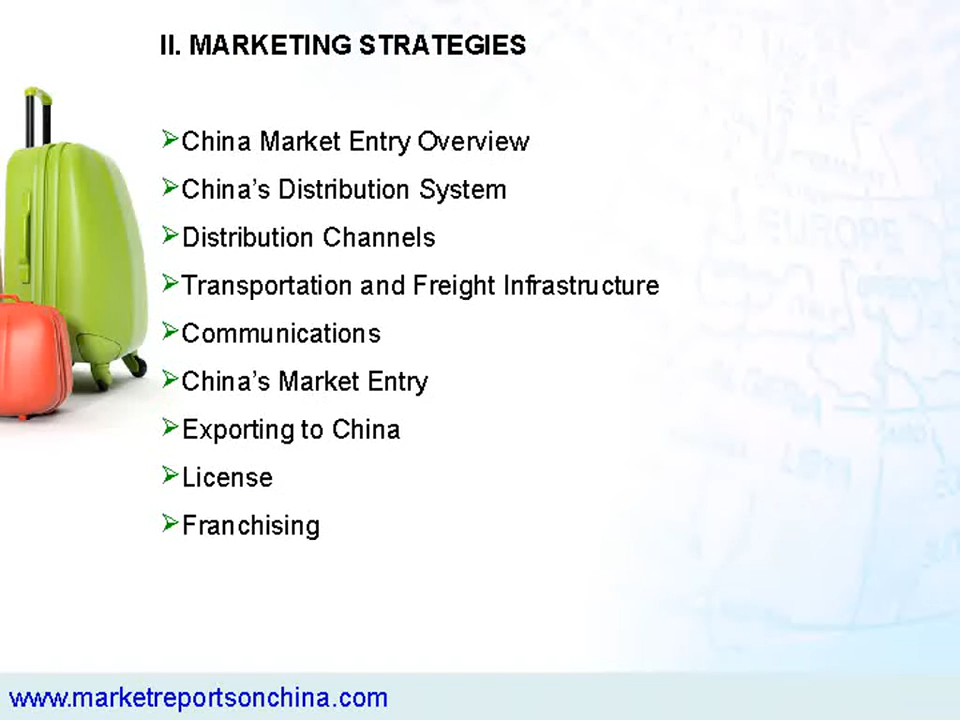 II. MARKETING STRATEGIES
China Market Entry Overview
China's Distribution System
Distribution Channels
Transportation and Freight Infrastructure
Communications
China's Market Entry
Exporting to China
License
Franchising
EUROPE
www.marketreportsonchina.com